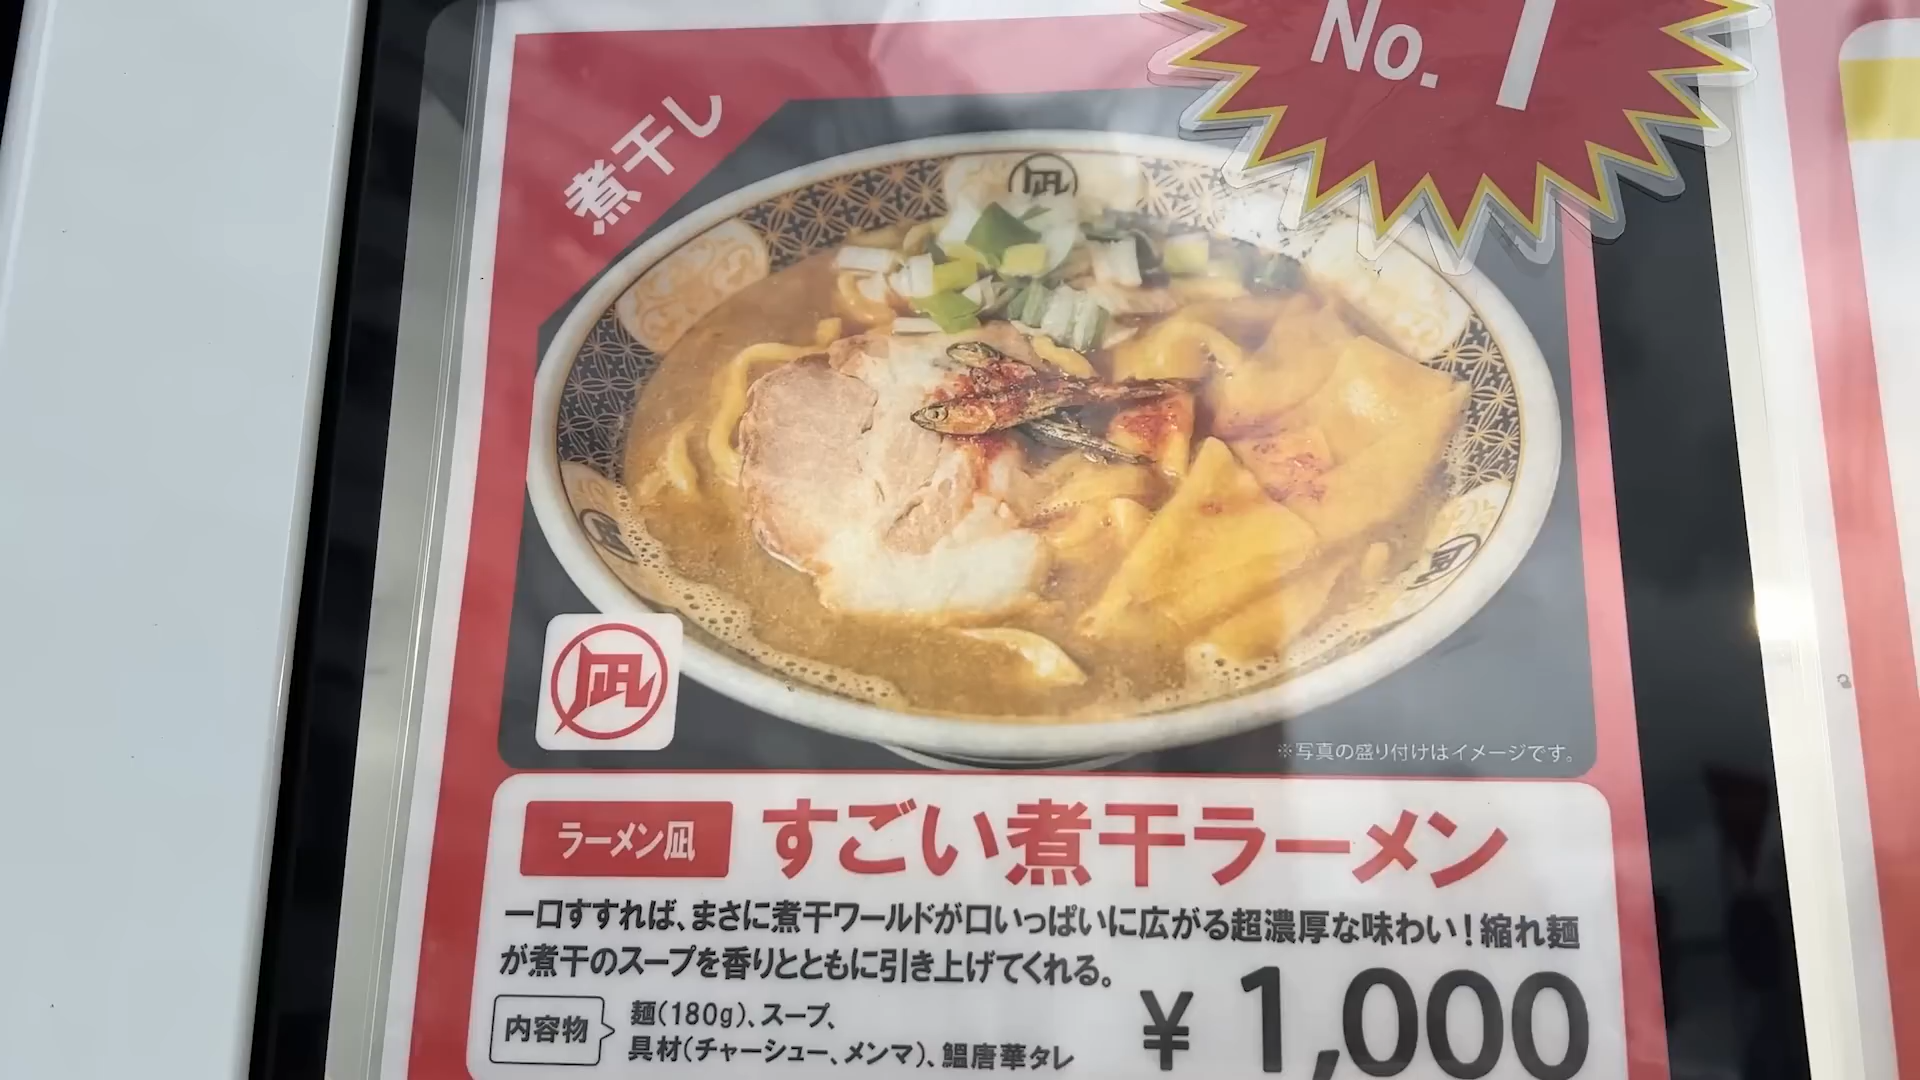 No. 1
煮干し
凪
凪
凪
※写真の盛り付けはイメージです。
ラーメン凪 すごい煮干ラーメン
一口すすれば、まさに煮干ワールドが口いっぱいに広がる超濃厚な味わい！縮れ麺
が煮干のスープを香りとともに引き上げてくれる。
内容物
麺(180g)、スープ、
具材(チャーシュー、メンマ)、鰮唐華タレ
¥1,000